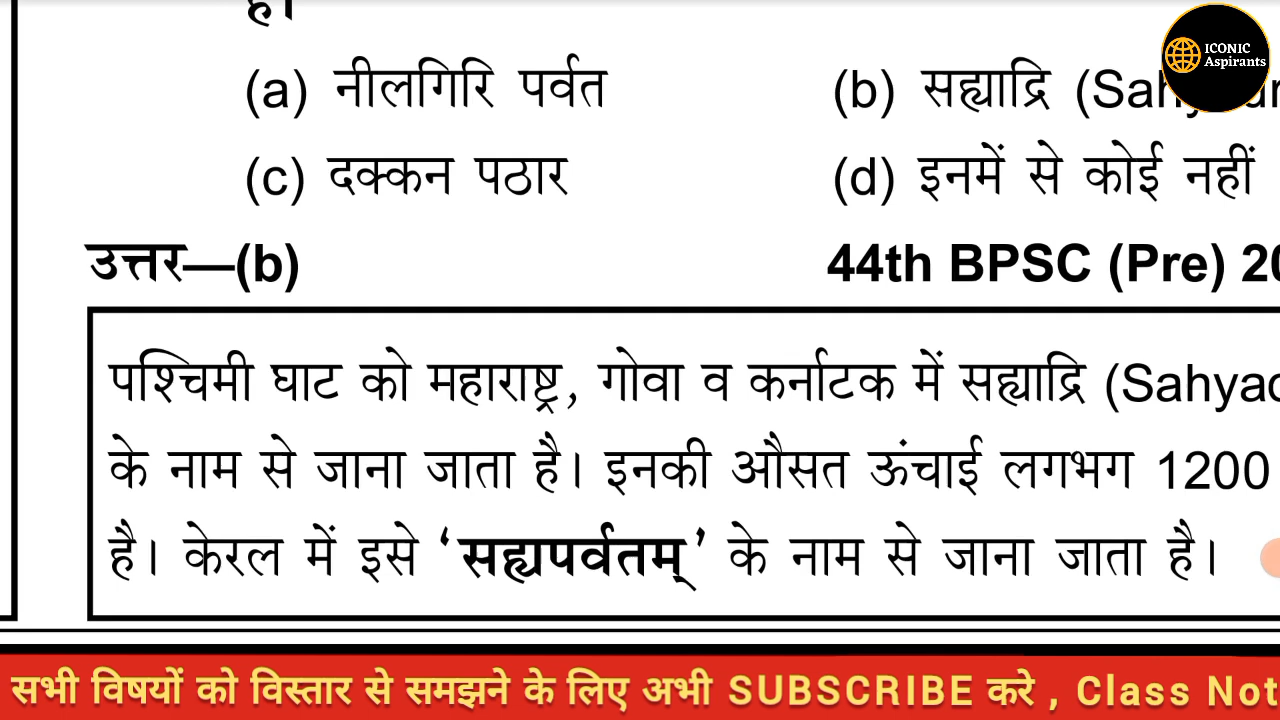 है।
ICONIC
Aspirants
(a) नीलगिरि पर्वत (b) सह्याद्रि
(c) दक्कन पठार (d) इनमें से कोई नहीं
उत्तर—(b) 44th BPSC (Pre)
पश्चिमी घाट को महाराष्ट्र, गोवा व कर्नाटक में सह्याद्रि
के नाम से जाना जाता है। इनकी औसत ऊंचाई लगभग 1200
है। केरल में इसे ‘सह्यपर्वतम्’ के नाम से जाना जाता है।
सभी विषयों को विस्तार से समझने के लिए अभी SUBSCRIBE करे , Class